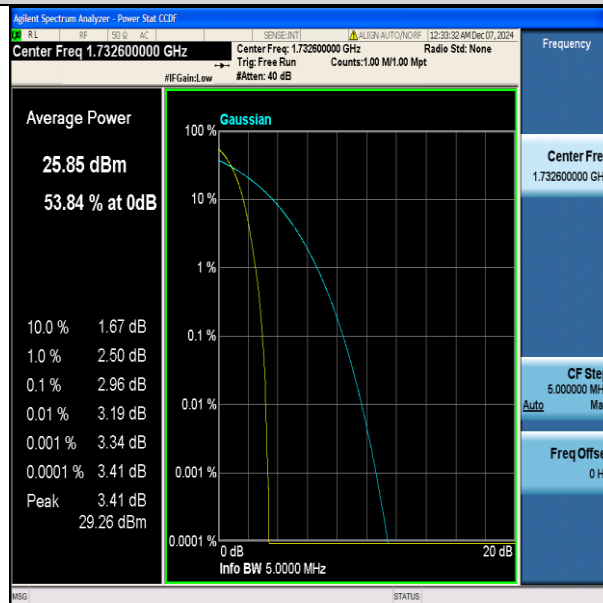 Agilent Spectrum Analyzer - Power Stat CCDF
RL RF 50 Ω AC SENSE:INT ALIGN AUTO/NORF 12:33:32 AM Dec 07, 2024
Center Freq 1.732600000 GHz
Center Freq: 1.732600000 GHz Radio Std: None
Trig: Free Run Counts:1.00 M/1.00 Mpt
#IFGain:Low #Atten: 40 dB
Frequency
Average Power
25.85 dBm
53.84 % at 0dB
10.0 % 1.67 dB
1.0 % 2.50 dB
0.1 % 2.96 dB
0.01 % 3.19 dB
0.001 % 3.34 dB
0.0001 % 3.41 dB
Peak 3.41 dB
29.26 dBm
Gaussian
100 %
10 %
1 %
0.1 %
0.01 %
0.001 %
0.0001 %
0 dB 20 dB
Info BW 5.0000 MHz
Center Fre
1.732600000 GH
CF Ste
5.000000 MH
Auto Ma
Freq Offse
0 H
MSG STATUS